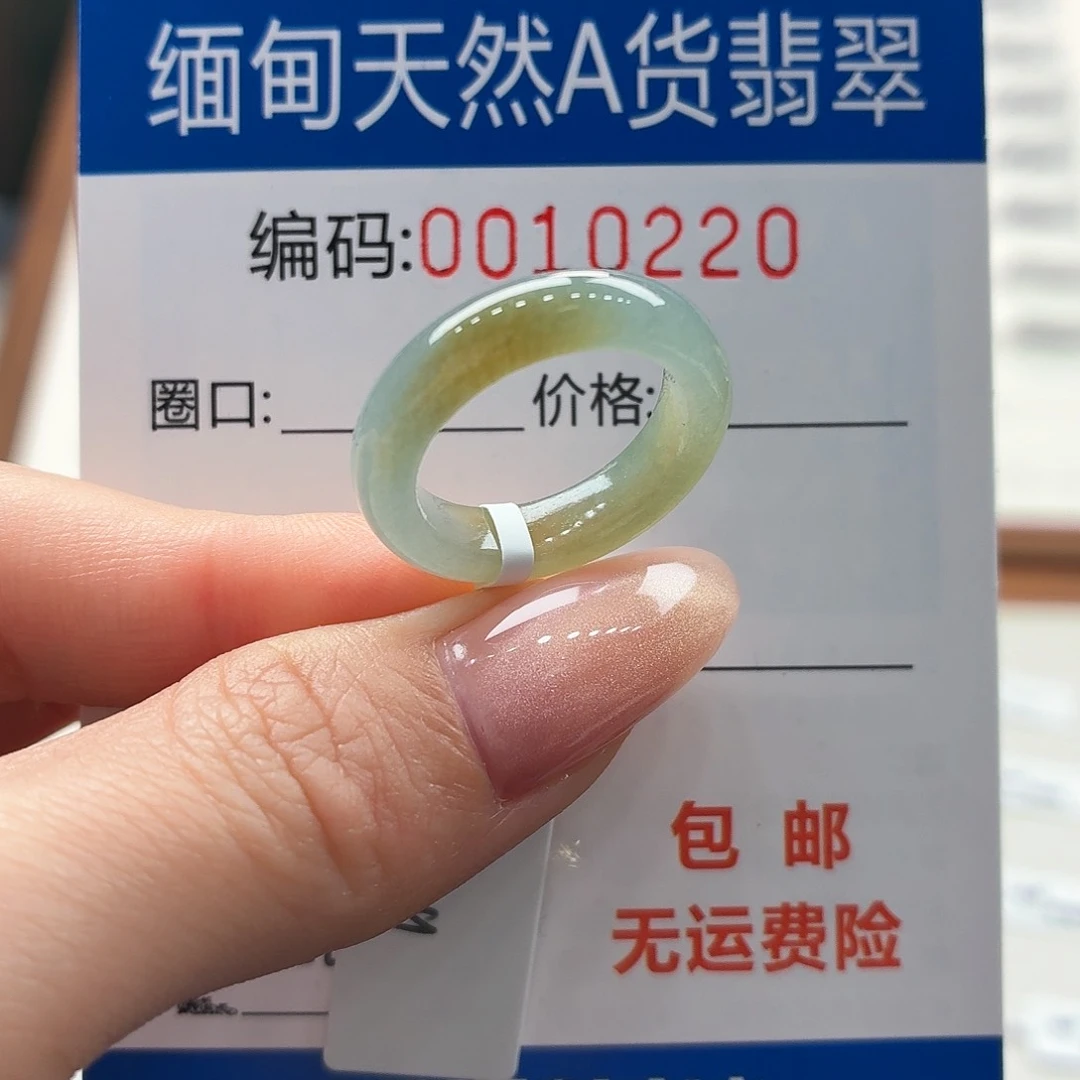 缅甸天然A货翡翠
编码:0010220
圈口: 价格:
包邮
无运费险